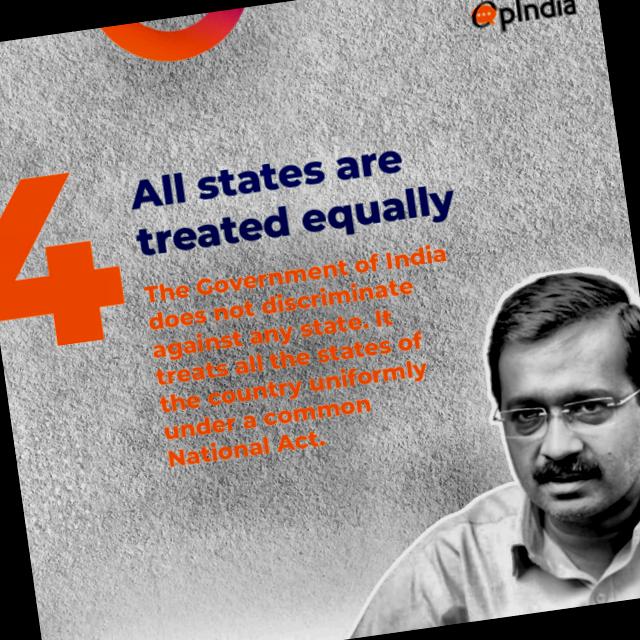 OpIndia
4
All states are
treated equally
The Government of India
does not discriminate
against any state. It
treats all the states of
the country uniformly
under a common
National Act.